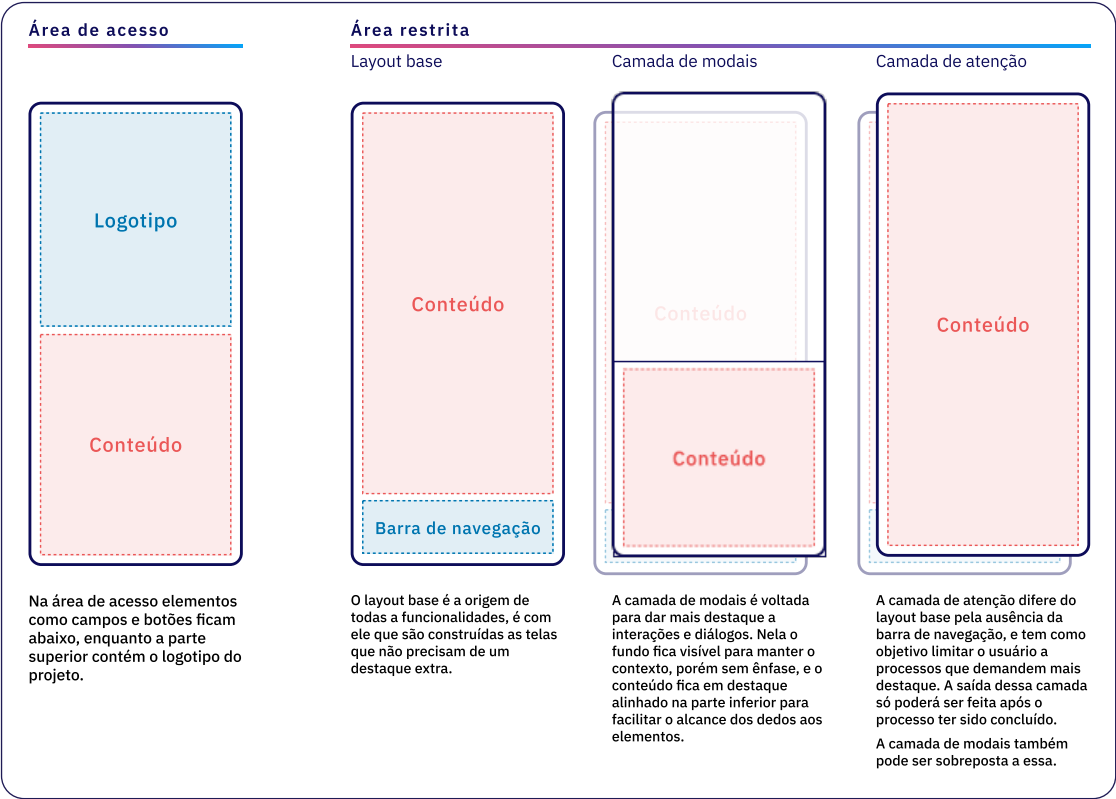 Área de acesso
Logotipo
Conteúdo
Na área de acesso elementos
como campos e botões ficam
abaixo, enquanto a parte
superior contém o logotipo do
projeto.
Área restrita
Layout base
Conteúdo
Barra de navegação
O layout base é a origem de
todas a funcionalidades, é com
ele que são construídas as telas
que não precisam de um
destaque extra.
Camada de modais
Conteúdo
Conteúdo
A camada de modais é voltada
para dar mais destaque a
interações e diálogos. Nela o
fundo fica visível para manter o
contexto, porém sem ênfase, e o
conteúdo fica em destaque
alinhado na parte inferior para
facilitar o alcance dos dedos aos
elementos.
Camada de atenção
Conteúdo
A camada de atenção difere do
layout base pela ausência da
barra de navegação, e tem como
objetivo limitar o usuário a
processos que demandem mais
destaque. A saída dessa camada
só poderá ser feita após o
processo ter sido concluído.
A camada de modais também
pode ser sobreposta a essa.